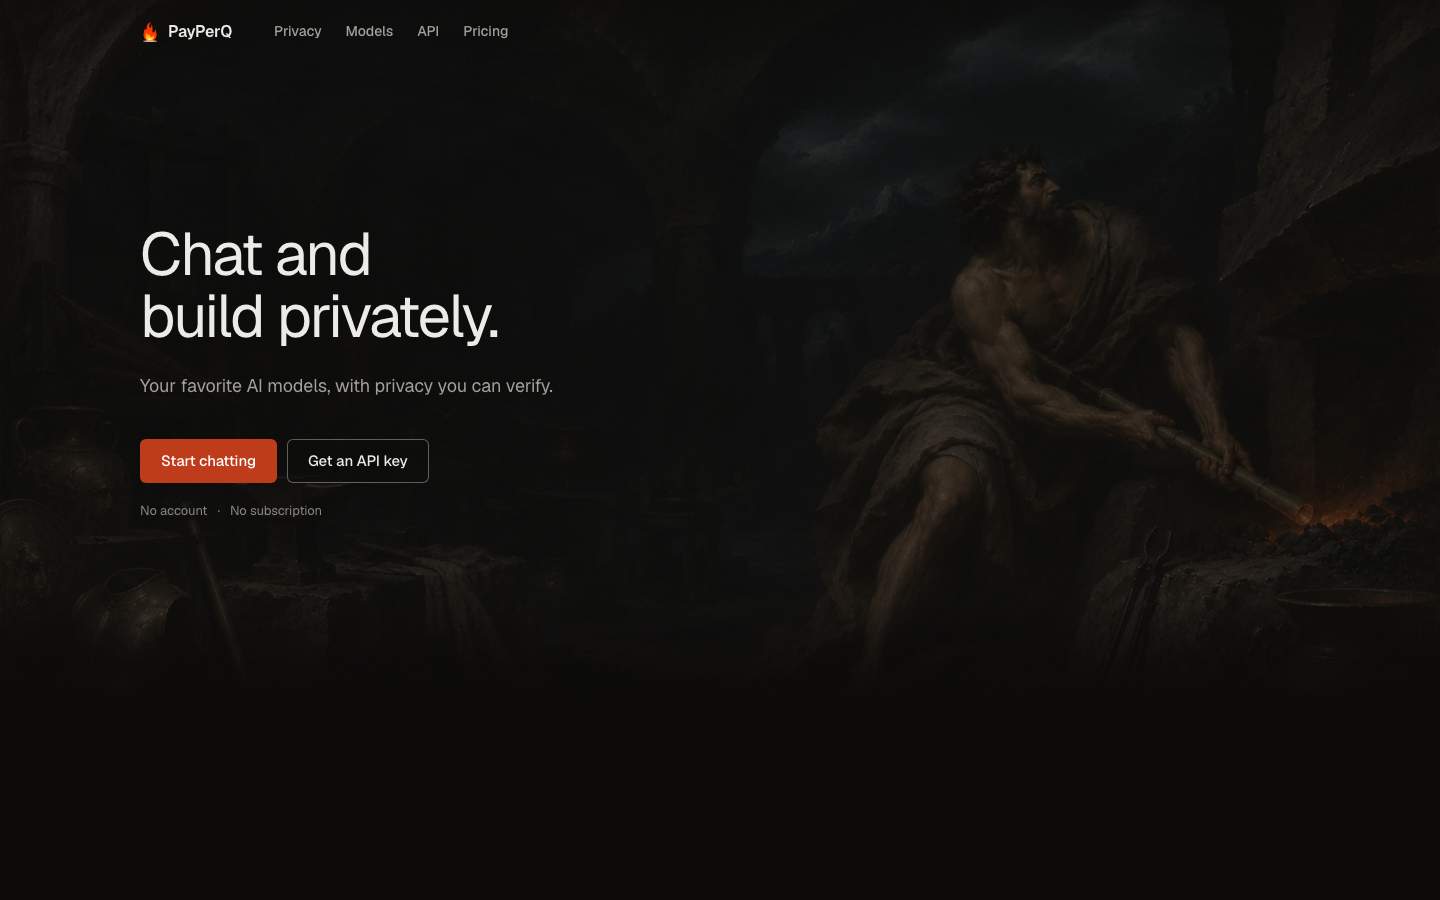 PayPerQ
Privacy
Models
API
Pricing
Chat and
build privately.
Your favorite AI models, with privacy you can verify.
Start chatting
Get an API key
No account · No subscription